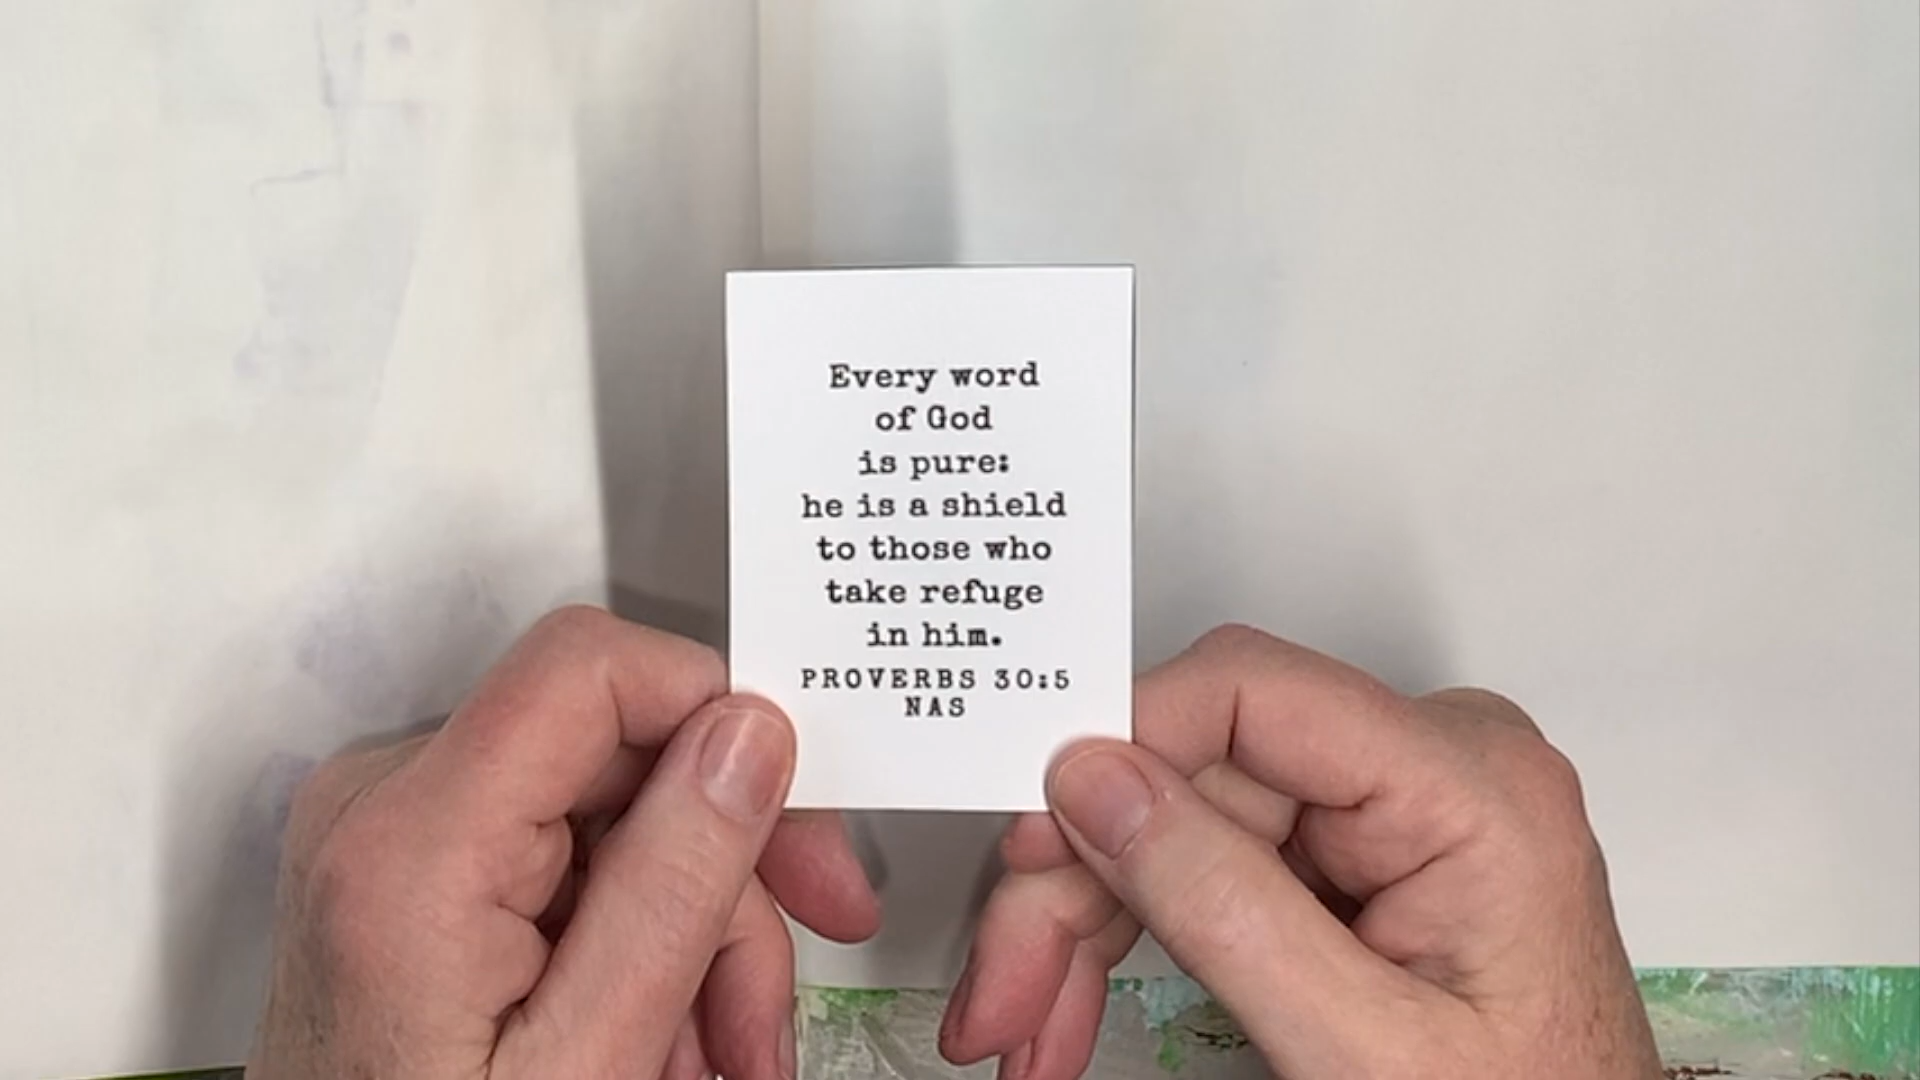 Every word
of God
is pure:
he is a shield
to those who
take refuge
in him.
PROVERBS 30:5
NAS